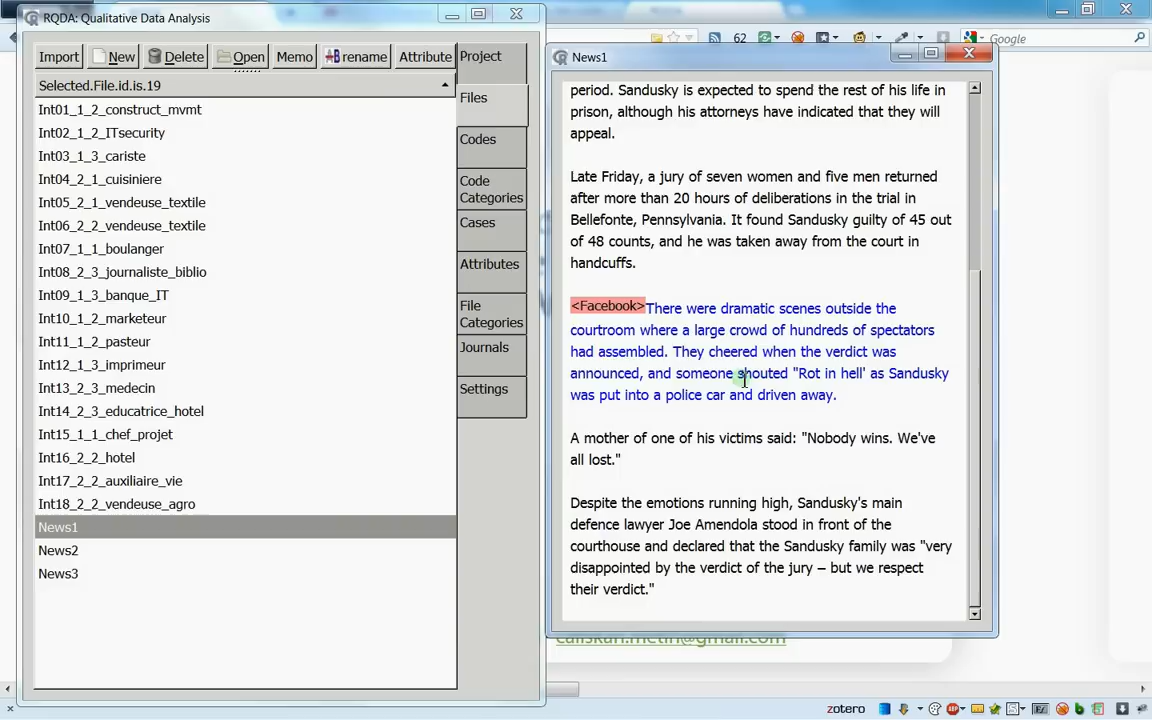 RQDA: Qualitative Data Analysis
Import
New
Delete
Open
Memo
rename
Attribute
Selected.File.id.is.19
Int01_1_2_construct_mvmt
Int02_1_2_ITsecurity
Int03_1_3_cariste
Int04_2_1_cuisiniere
Int05_2_1_vendeuse_textile
Int06_2_2_vendeuse_textile
Int07_1_1_boulanger
Int08_2_3_journaliste_biblio
Int09_1_3_banque_IT
Int10_1_2_marketeur
Int11_1_2_pasteur
Int12_1_3_imprimeur
Int13_2_3_medecin
Int14_2_3_educatrice_hotel
Int15_1_1_chef_projet
Int16_2_2_hotel
Int17_2_2_auxiliaire_vie
Int18_2_2_vendeuse_agro
News1
News2
News3
Project
Files
Codes
Code
Categories
Cases
Attributes
File
Categories
Journals
Settings
62
Google
News1
period. Sandusky is expected to spend the rest of his life in
prison, although his attorneys have indicated that they will
appeal.
Late Friday, a jury of seven women and five men returned
after more than 20 hours of deliberations in the trial in
Bellefonte, Pennsylvania. It found Sandusky guilty of 45 out
of 48 counts, and he was taken away from the court in
handcuffs.
<Facebook>There were dramatic scenes outside the
courtroom where a large crowd of hundreds of spectators
had assembled. They cheered when the verdict was
announced, and someone shouted "Rot in hell' as Sandusky
was put into a police car and driven away.
A mother of one of his victims said: "Nobody wins. We've
all lost."
Despite the emotions running high, Sandusky's main
defence lawyer Joe Amendola stood in front of the
courthouse and declared that the Sandusky family was "very
disappointed by the verdict of the jury – but we respect
their verdict."
caliskan.metin@gmail.com
zotero